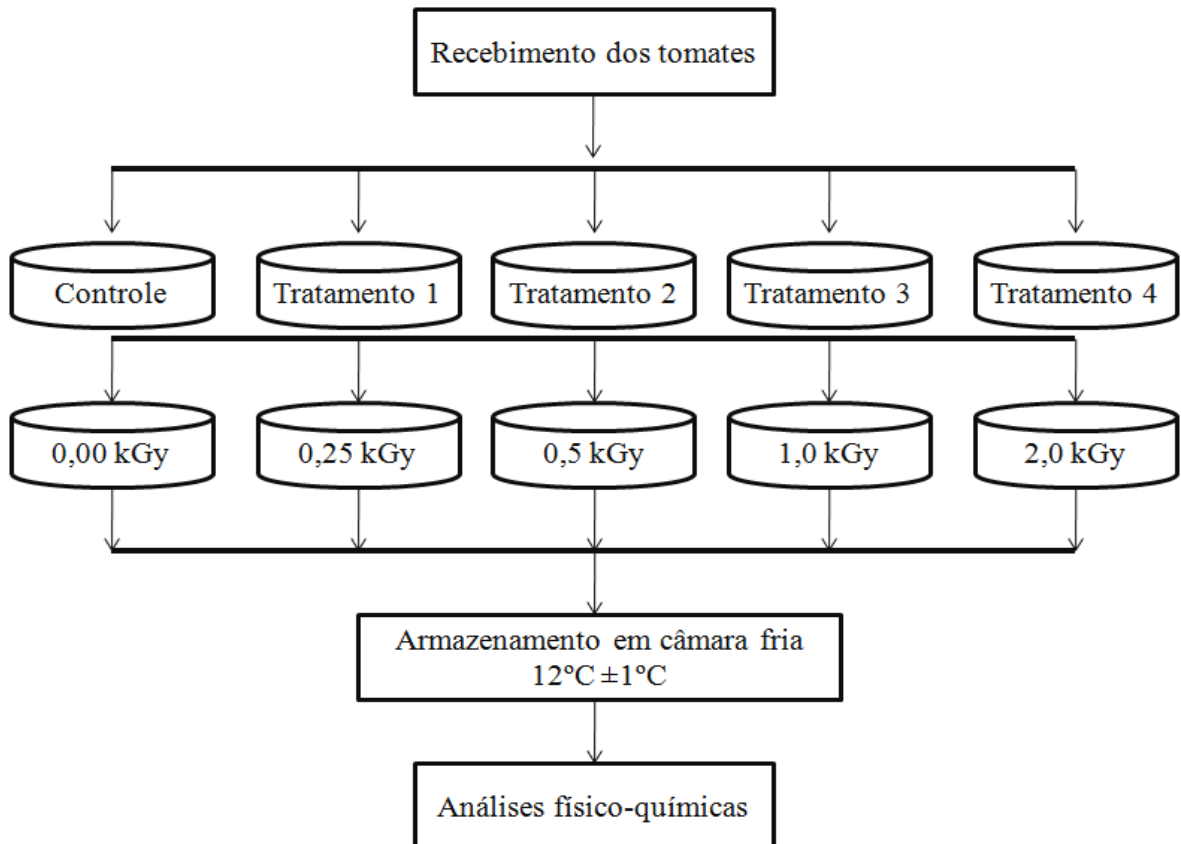 Recebimento dos tomates
Controle
Tratamento 1
Tratamento 2
Tratamento 3
Tratamento 4
0,00 kGy
0,25 kGy
0,5 kGy
1,0 kGy
2,0 kGy
Armazenamento em câmara fria
12ºC ±1ºC
Análises físico-químicas